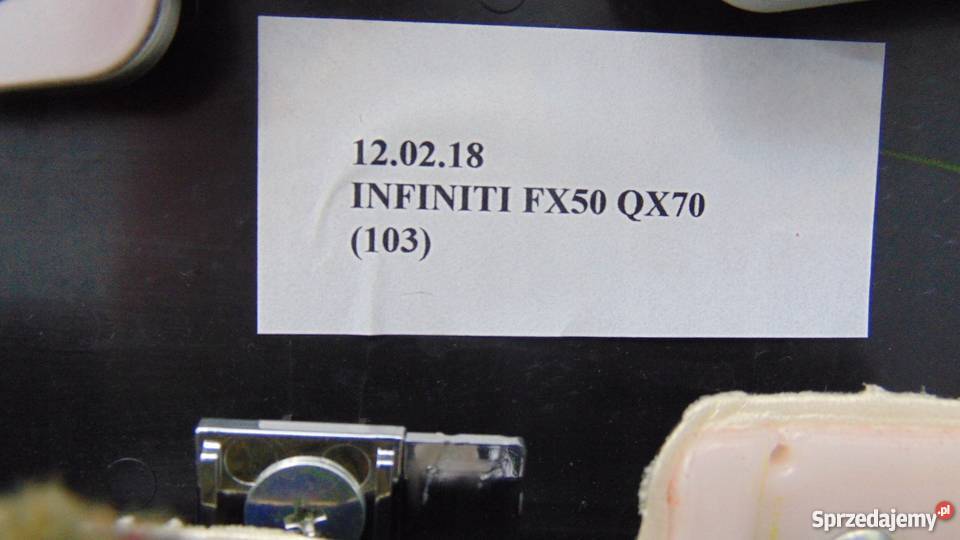 12.02.18
INFINITI FX50 QX70
(103)
Sprzedajemy.pl